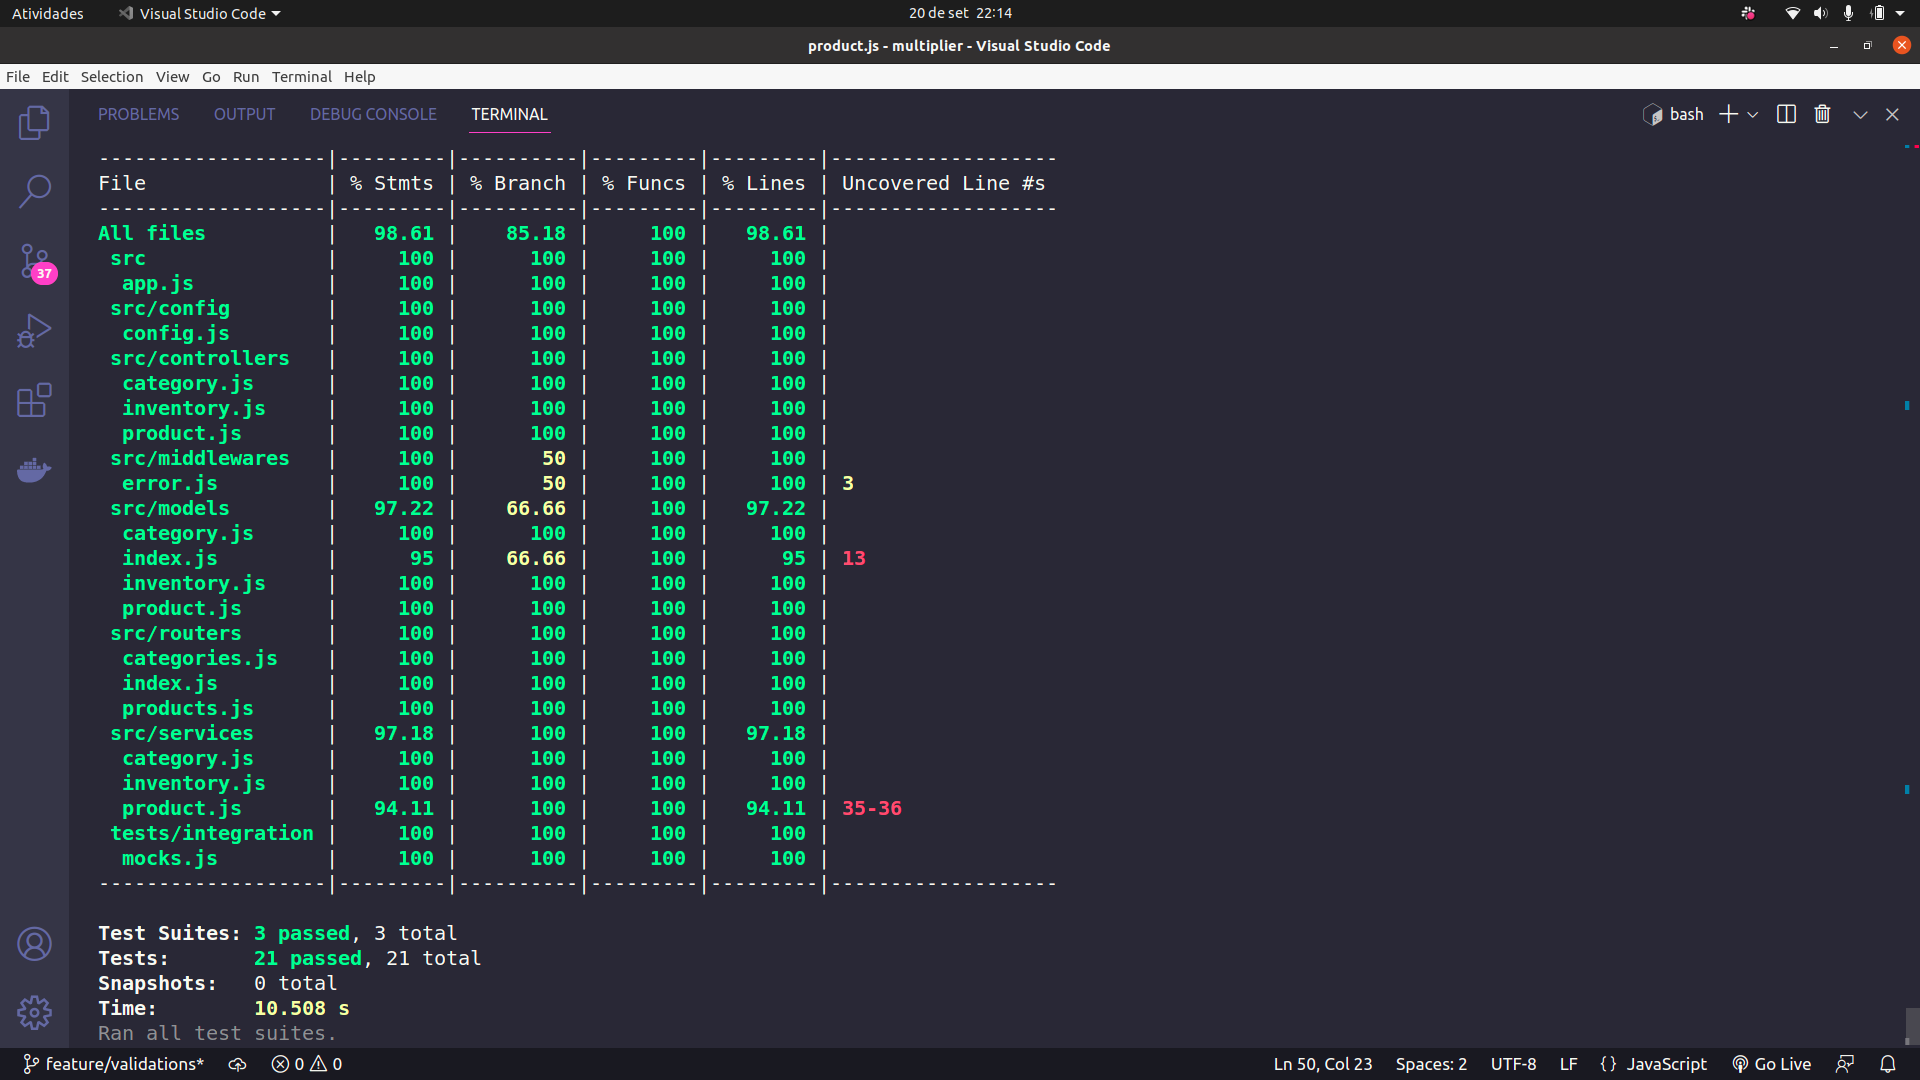 Atividades Visual Studio Code 20 de set 22:14
product.js - multiplier - Visual Studio Code
File Edit Selection View Go Run Terminal Help
PROBLEMS OUTPUT DEBUG CONSOLE TERMINAL bash
-------------------|---------|----------|---------|---------|-------------------
File | % Stmts | % Branch | % Funcs | % Lines | Uncovered Line #s
-------------------|---------|----------|---------|---------|-------------------
All files | 98.61 | 85.18 | 100 | 98.61 |
src | 100 | 100 | 100 | 100 |
app.js | 100 | 100 | 100 | 100 |
src/config | 100 | 100 | 100 | 100 |
config.js | 100 | 100 | 100 | 100 |
src/controllers | 100 | 100 | 100 | 100 |
category.js | 100 | 100 | 100 | 100 |
inventory.js | 100 | 100 | 100 | 100 |
product.js | 100 | 100 | 100 | 100 |
src/middlewares | 100 | 50 | 100 | 100 |
error.js | 100 | 50 | 100 | 100 | 3
src/models | 97.22 | 66.66 | 100 | 97.22 |
category.js | 100 | 100 | 100 | 100 |
index.js | 95 | 66.66 | 100 | 95 | 13
inventory.js | 100 | 100 | 100 | 100 |
product.js | 100 | 100 | 100 | 100 |
src/routers | 100 | 100 | 100 | 100 |
categories.js | 100 | 100 | 100 | 100 |
index.js | 100 | 100 | 100 | 100 |
products.js | 100 | 100 | 100 | 100 |
src/services | 97.18 | 100 | 100 | 97.18 |
category.js | 100 | 100 | 100 | 100 |
inventory.js | 100 | 100 | 100 | 100 |
product.js | 94.11 | 100 | 100 | 94.11 | 35-36
tests/integration | 100 | 100 | 100 | 100 |
mocks.js | 100 | 100 | 100 | 100 |
-------------------|---------|----------|---------|---------|-------------------
Test Suites: 3 passed, 3 total
Tests: 21 passed, 21 total
Snapshots: 0 total
Time: 10.508 s
Ran all test suites.
37
feature/validations* 0 0 Ln 50, Col 23 Spaces: 2 UTF-8 LF {} JavaScript Go Live